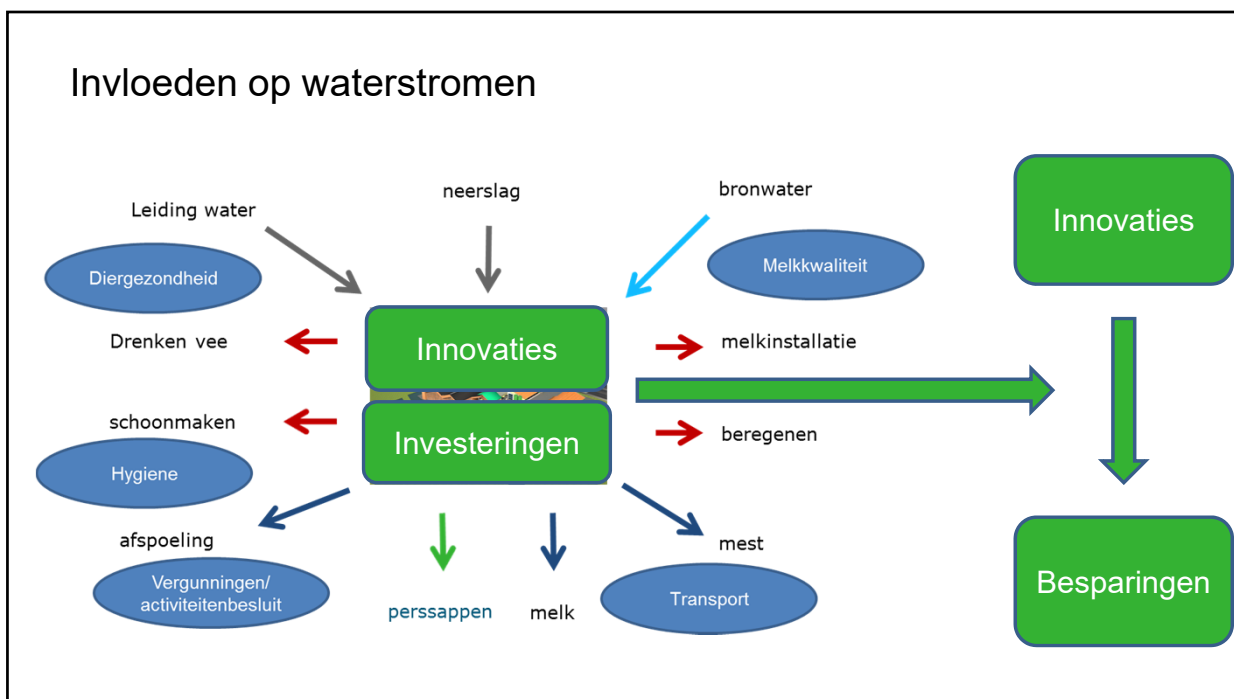 Invloeden op waterstromen
Leiding water
neerslag
bronwater
Innovaties
Diergezondheid
Melkkwaliteit
Drenken vee
Innovaties
melkinstallatie
schoonmaken
Investeringen
beregenen
Hygiene
afspoeling
mest
Vergunningen/
activiteitenbesluit
perssappen
melk
Transport
Besparingen